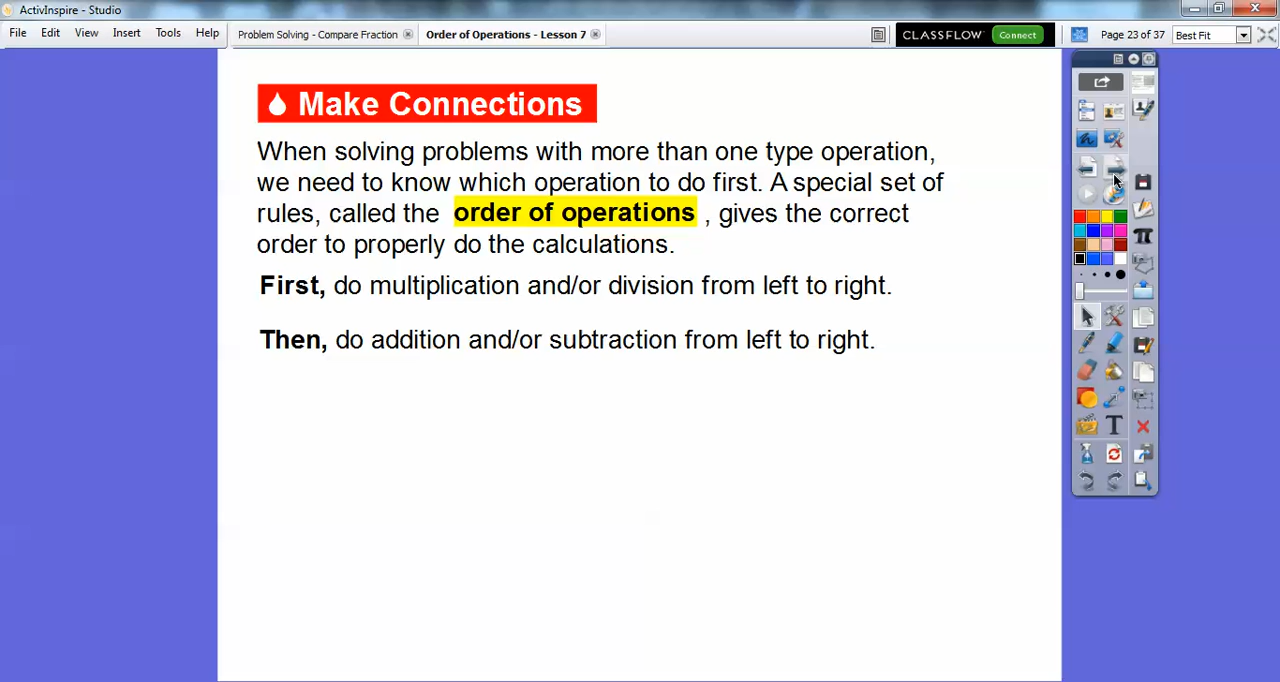 ActivInspire - Studio
File Edit View Insert Tools Help
Problem Solving - Compare Fraction
Order of Operations - Lesson 7
CLASSFLOW Connect
Page 23 of 37
Best Fit
Make Connections
When solving problems with more than one type operation,
we need to know which operation to do first. A special set of
rules, called the order of operations , gives the correct
order to properly do the calculations.
First, do multiplication and/or division from left to right.
Then, do addition and/or subtraction from left to right.